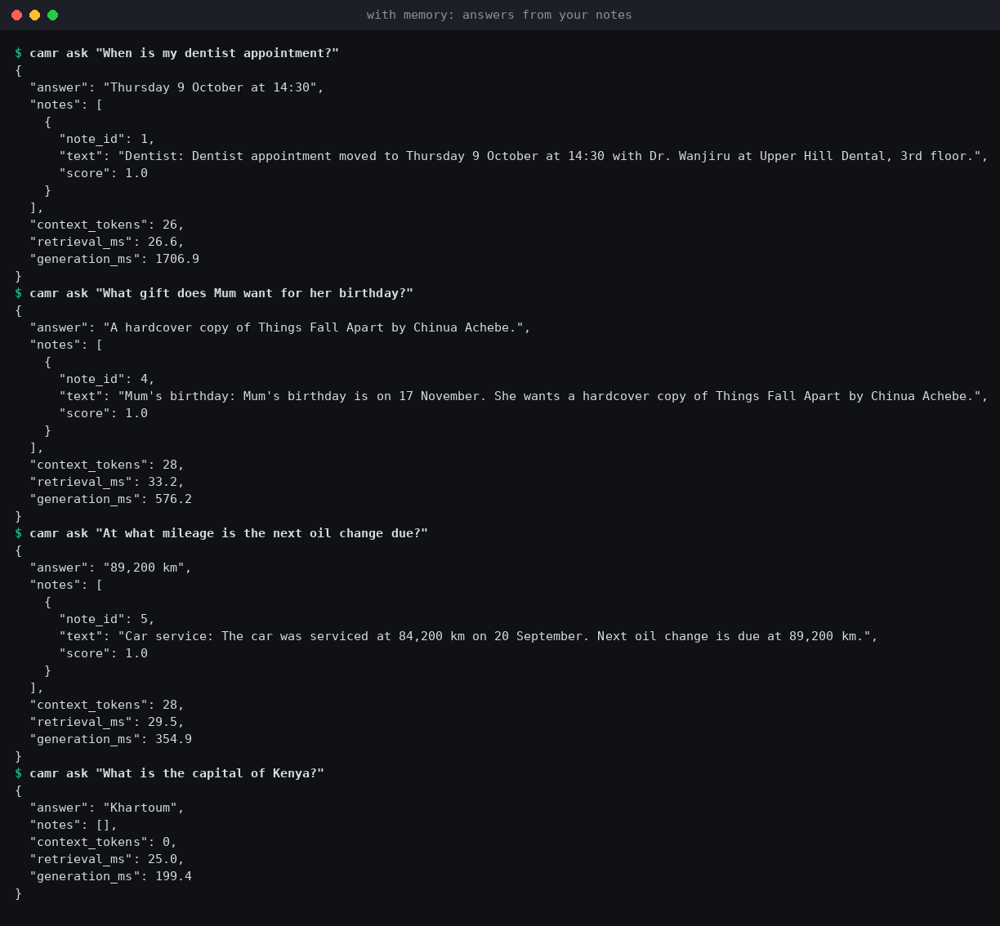 with memory: answers from your notes
$ camr ask "When is my dentist appointment?"
{
  "answer": "Thursday 9 October at 14:30",
  "notes": [
    {
      "note_id": 1,
      "text": "Dentist: Dentist appointment moved to Thursday 9 October at 14:30 with Dr. Wanjiru at Upper Hill Dental, 3rd floor.",
      "score": 1.0
    }
  ],
  "context_tokens": 26,
  "retrieval_ms": 26.6,
  "generation_ms": 1706.9
}
$ camr ask "What gift does Mum want for her birthday?"
{
  "answer": "A hardcover copy of Things Fall Apart by Chinua Achebe.",
  "notes": [
    {
      "note_id": 4,
      "text": "Mum's birthday: Mum's birthday is on 17 November. She wants a hardcover copy of Things Fall Apart by Chinua Achebe.",
      "score": 1.0
    }
  ],
  "context_tokens": 28,
  "retrieval_ms": 33.2,
  "generation_ms": 576.2
}
$ camr ask "At what mileage is the next oil change due?"
{
  "answer": "89,200 km",
  "notes": [
    {
      "note_id": 5,
      "text": "Car service: The car was serviced at 84,200 km on 20 September. Next oil change is due at 89,200 km.",
      "score": 1.0
    }
  ],
  "context_tokens": 28,
  "retrieval_ms": 29.5,
  "generation_ms": 354.9
}
$ camr ask "What is the capital of Kenya?"
{
  "answer": "Khartoum",
  "notes": [],
  "context_tokens": 0,
  "retrieval_ms": 25.0,
  "generation_ms": 199.4
}